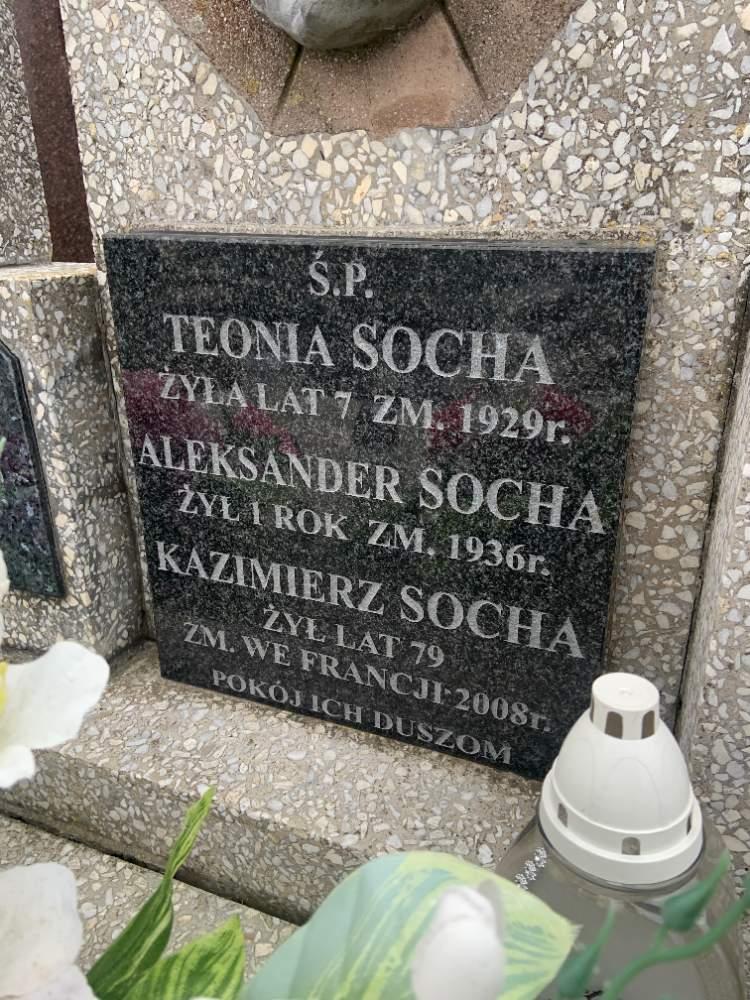 Ś.P.
TEONIA SOCHA
ŻYŁA LAT 7 ZM. 1929r.
ALEKSANDER SOCHA
ŻYŁ 1 ROK ZM. 1936r.
KAZIMIERZ SOCHA
ŻYŁ LAT 79
ZM. WE FRANCJI 2008r.
POKÓJ ICH DUSZOM